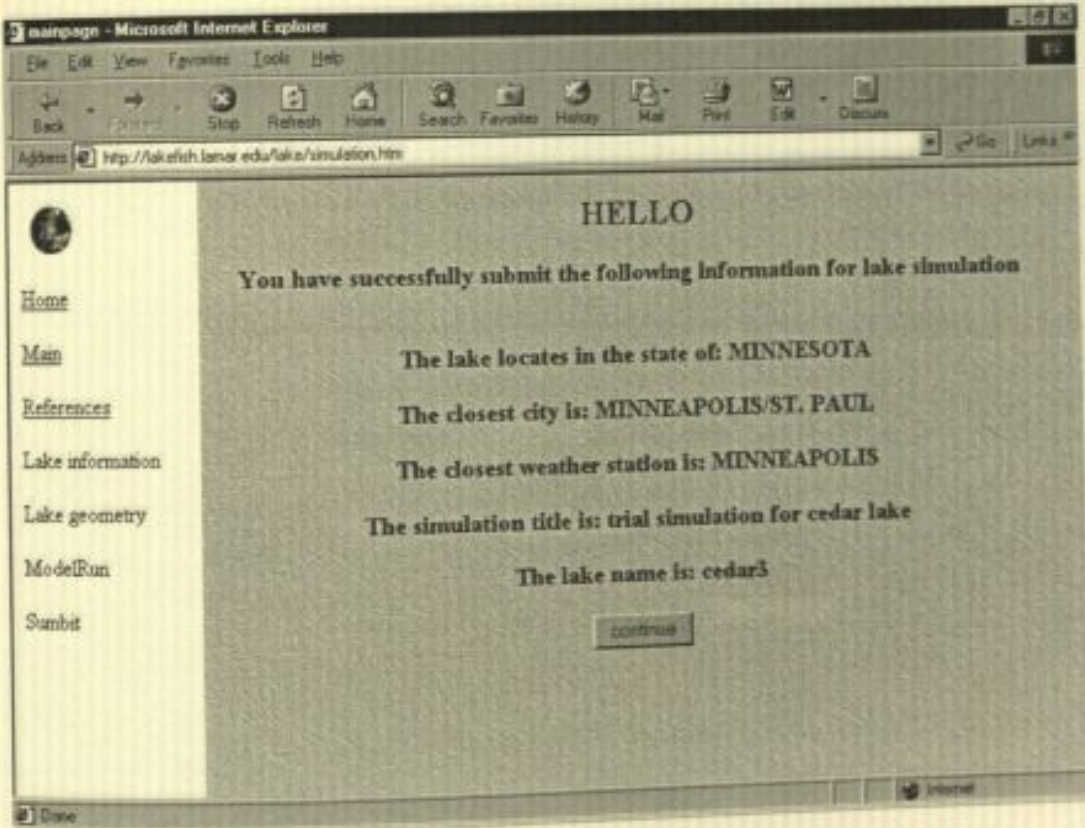 mainpage - Microsoft Internet Explorer
File Edit View Favorites Tools Help
Back Forward Stop Refresh Home Search Favorites History Mail Print Edit Discuss
Address http://lakefish.lamar.edu/lake/simulation.htm Go Links »
HELLO
You have successfully submit the following information for lake simulation
Home
Main
The lake locates in the state of: MINNESOTA
References
The closest city is: MINNEAPOLIS/ST. PAUL
Lake information
The closest weather station is: MINNEAPOLIS
Lake geometry
The simulation title is: trial simulation for cedar lake
ModelRun
The lake name is: cedar3
Sumbit
continue
Done Internet